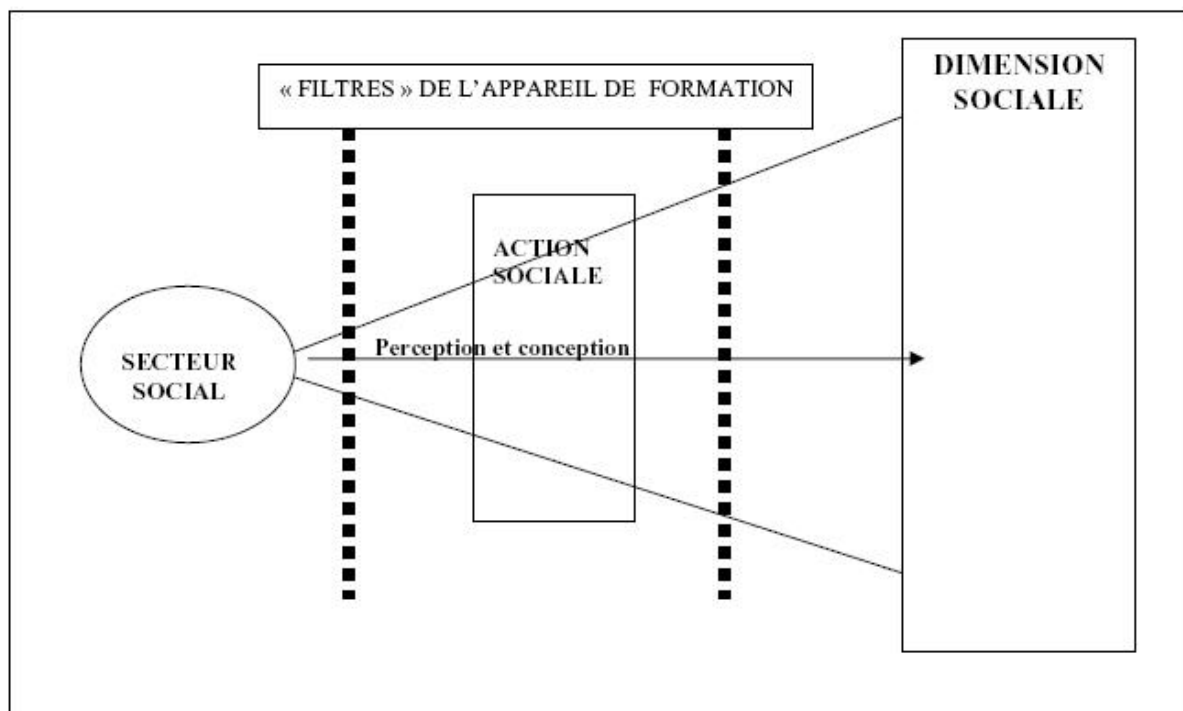 « FILTRES » DE L’APPAREIL DE FORMATION
DIMENSION
SOCIALE
ACTION
SOCIALE
SECTEUR
SOCIAL
Perception et conception